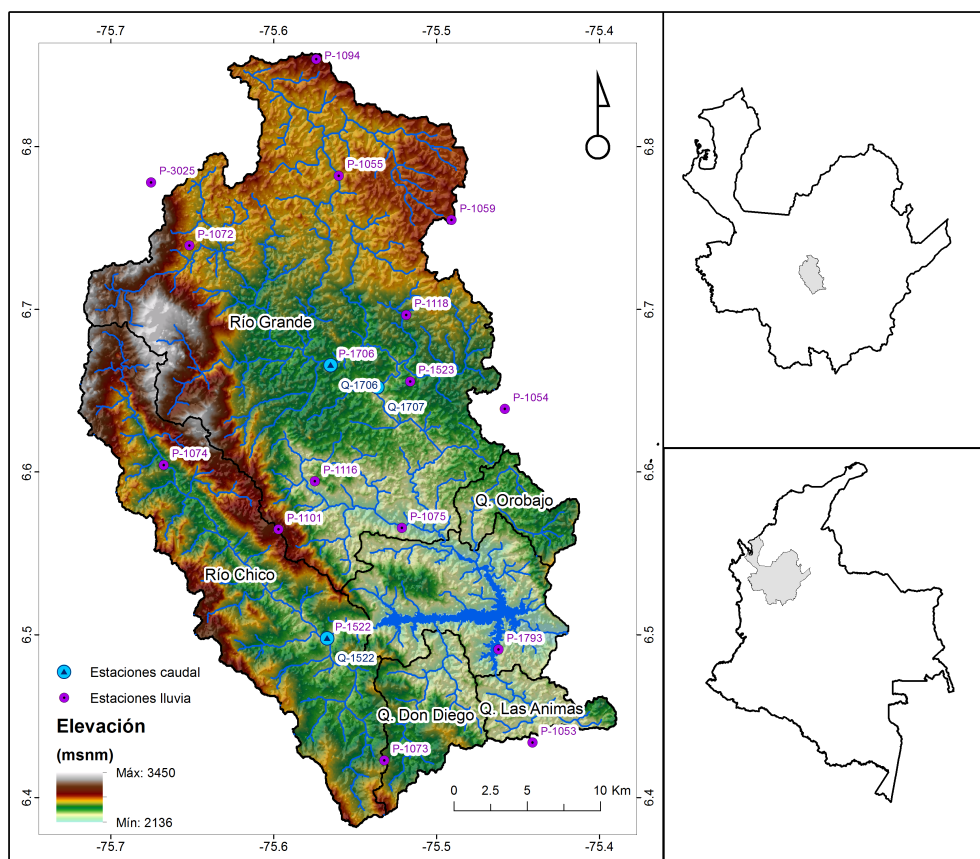 -75.7
-75.6
-75.5
-75.4
P-1094
6.8
6.8
P-1055
P-3025
P-1059
P-1072
6.7
6.7
P-1118
Río Grande
P-1706
P-1523
Q-1706
Q-1707
P-1054
6.6
6.6
P-1074
P-1116
Q. Orobajo
P-1101
P-1075
Río Chico
6.5
6.5
P-1522
P-1793
Q-1522
Estaciones caudal
Estaciones lluvia
Q. Don Diego
Q. Las Animas
Elevación
(msnm)
P-1073
P-1053
Máx: 3450
Mín: 2136
0 2.5 5 10 Km
6.4
6.4
-75.7
-75.6
-75.5
-75.4